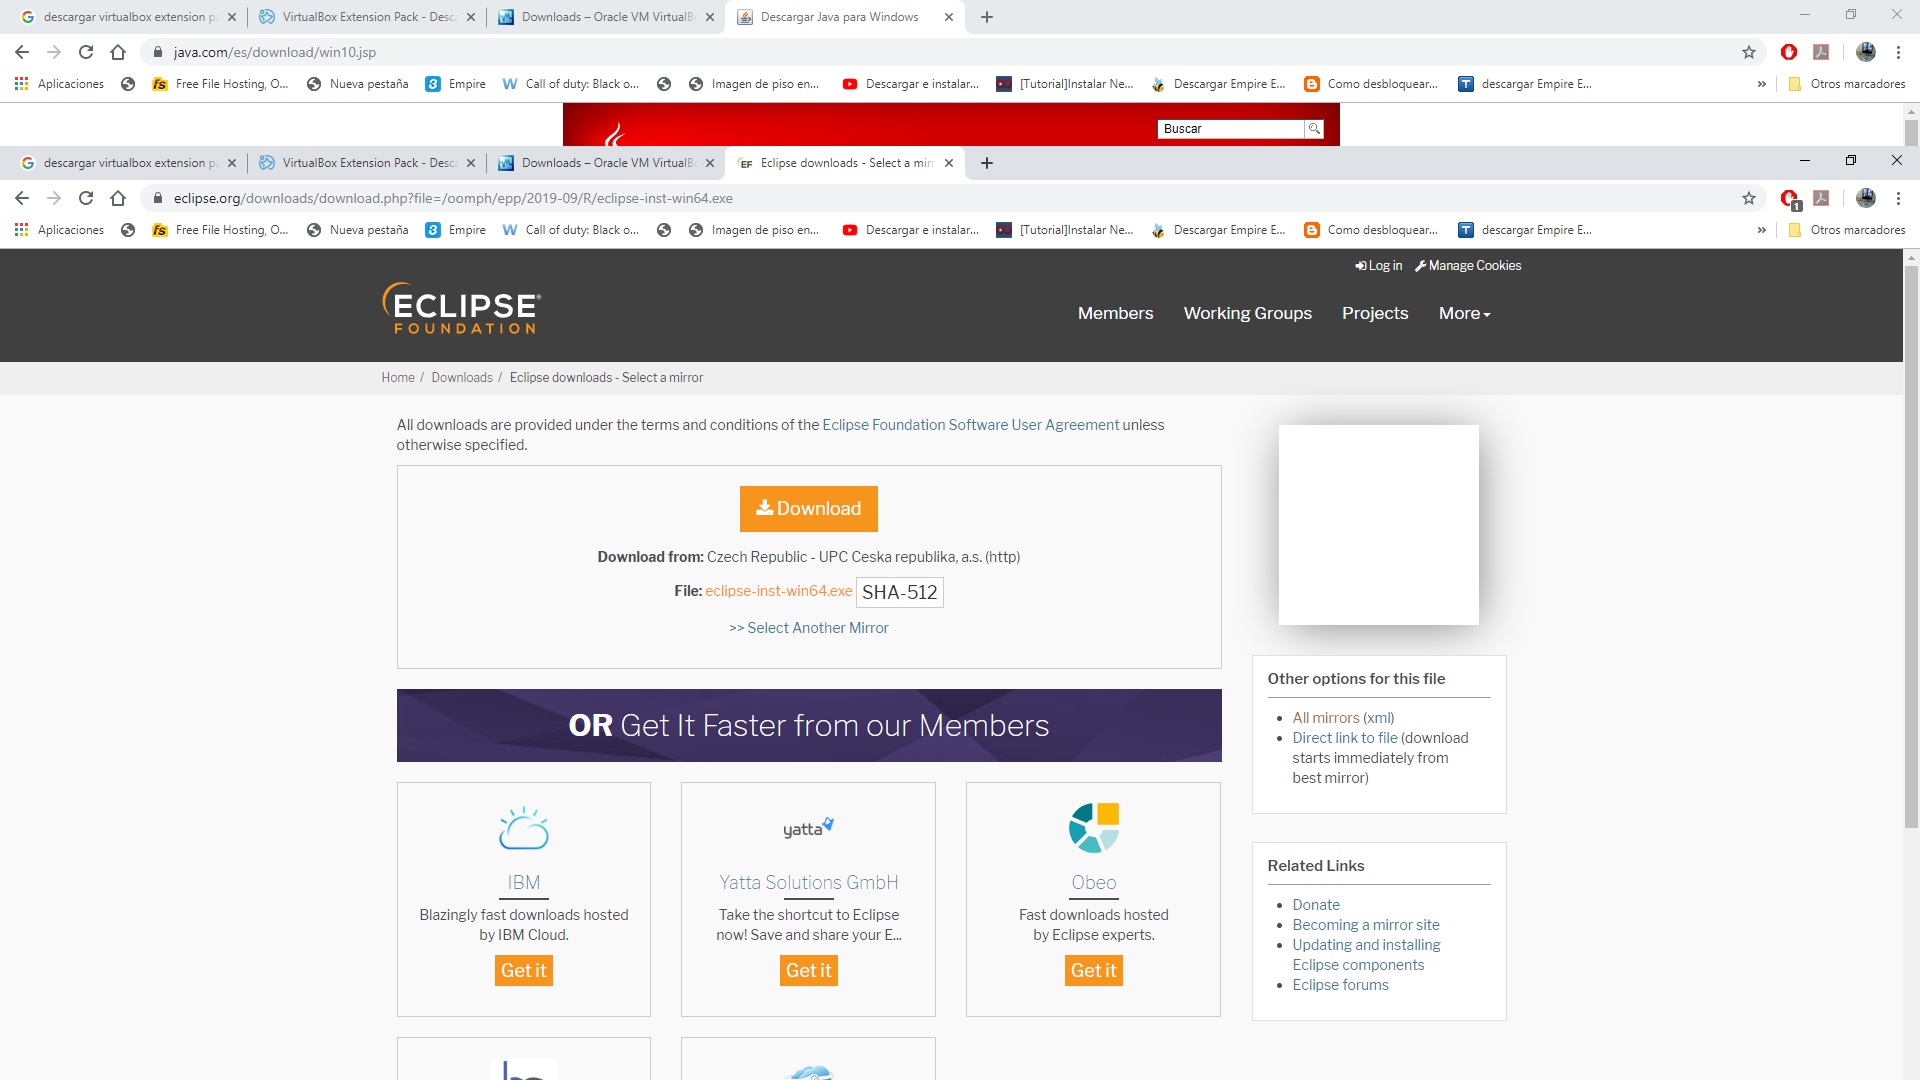 descargar virtualbox extension p
VirtualBox Extension Pack - Desc
Downloads – Oracle VM VirtualB
Descargar Java para Windows
java.com/es/download/win10.jsp
Aplicaciones
Free File Hosting, O...
Nueva pestaña
Empire
Call of duty: Black o...
Imagen de piso en...
Descargar e instalar...
[Tutorial]Instalar Ne...
Descargar Empire E...
Como desbloquear...
descargar Empire E...
»
Otros marcadores
Buscar
descargar virtualbox extension p
VirtualBox Extension Pack - Desc
Downloads – Oracle VM VirtualB
Eclipse downloads - Select a mirr
eclipse.org/downloads/download.php?file=/oomph/epp/2019-09/R/eclipse-inst-win64.exe
1
Aplicaciones
Free File Hosting, O...
Nueva pestaña
Empire
Call of duty: Black o...
Imagen de piso en...
Descargar e instalar...
[Tutorial]Instalar Ne...
Descargar Empire E...
Como desbloquear...
descargar Empire E...
»
Otros marcadores
Log in
Manage Cookies
ECLIPSE
FOUNDATION
Members
Working Groups
Projects
More
Home / Downloads / Eclipse downloads - Select a mirror
All downloads are provided under the terms and conditions of the Eclipse Foundation Software User Agreement unless
otherwise specified.
Download
Download from: Czech Republic - UPC Ceska republika, a.s. (http)
File: eclipse-inst-win64.exe SHA-512
>> Select Another Mirror
OR Get It Faster from our Members
IBM
Blazingly fast downloads hosted
by IBM Cloud.
Get it
yatta
Yatta Solutions GmbH
Take the shortcut to Eclipse
now! Save and share your E...
Get it
Obeo
Fast downloads hosted
by Eclipse experts.
Get it
Other options for this file
All mirrors (xml)
Direct link to file (download
starts immediately from
best mirror)
Related Links
Donate
Becoming a mirror site
Updating and installing
Eclipse components
Eclipse forums